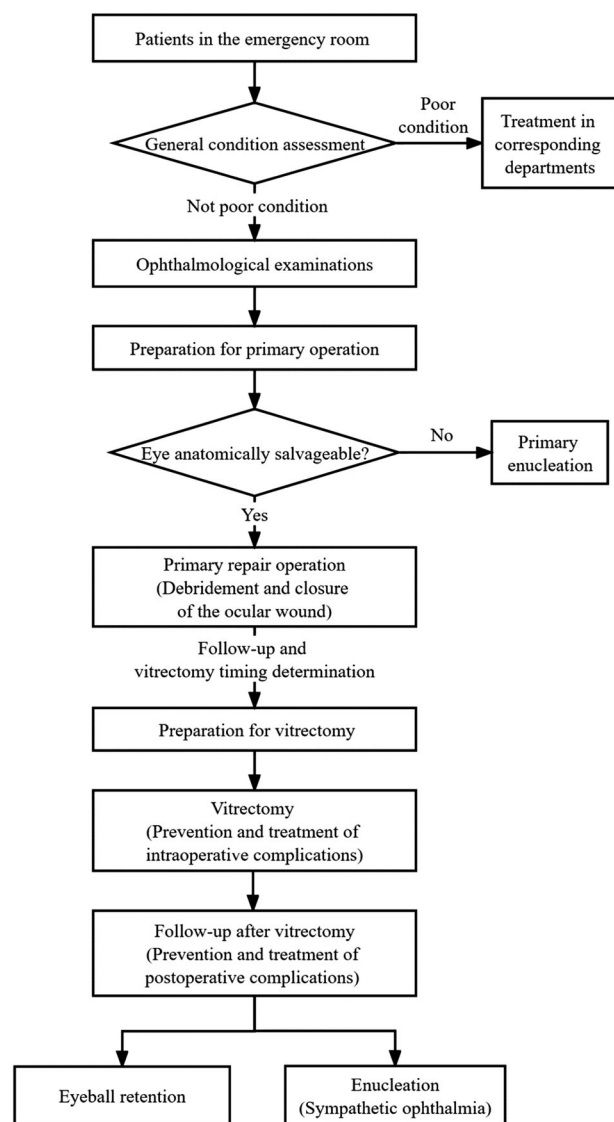 Patients in the emergency room
General condition assessment
Poor
condition
Treatment in
corresponding
departments
Not poor condition
Ophthalmological examinations
Preparation for primary operation
Eye anatomically salvageable?
No
Primary
enucleation
Yes
Primary repair operation
(Debridement and closure
of the ocular wound)
Follow-up and
vitrectomy timing determination
Preparation for vitrectomy
Vitrectomy
(Prevention and treatment of
intraoperative complications)
Follow-up after vitrectomy
(Prevention and treatment of
postoperative complications)
Eyeball retention
Enucleation
(Sympathetic ophthalmia)